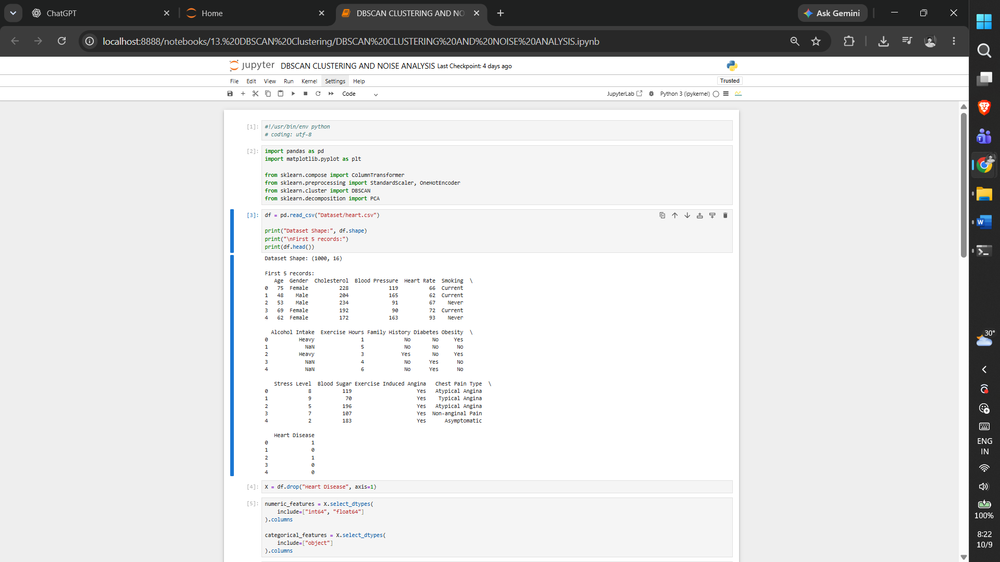 ChatGPT
Home
DBSCAN CLUSTERING AND NO
Ask Gemini
localhost:8888/notebooks/13.%20DBSCAN%20Clustering/DBSCAN%20CLUSTERING%20AND%20NOISE%20ANALYSIS.ipynb
jupyter DBSCAN CLUSTERING AND NOISE ANALYSIS Last Checkpoint: 4 days ago
File Edit View Run Kernel Settings Help
Trusted
Code
JupyterLab
Python 3 (ipykernel)
[1]:
#!/usr/bin/env python
# coding: utf-8
[2]:
import pandas as pd
import matplotlib.pyplot as plt
from sklearn.compose import ColumnTransformer
from sklearn.preprocessing import StandardScaler, OneHotEncoder
from sklearn.cluster import DBSCAN
from sklearn.decomposition import PCA
[3]:
df = pd.read_csv("Dataset/heart.csv")
print("Dataset Shape:", df.shape)
print("\nFirst 5 records:")
print(df.head())
Dataset Shape: (1000, 16)
First 5 records:
Age Gender Cholesterol Blood Pressure Heart Rate Smoking \
0 75 Female 228 119 66 Current
1 48 Male 204 165 62 Current
2 53 Male 234 91 67 Never
3 69 Female 192 90 72 Current
4 62 Female 172 163 93 Never
Alcohol Intake Exercise Hours Family History Diabetes Obesity \
0 Heavy 1 No No Yes
1 NaN 5 No No No
2 Heavy 3 Yes No Yes
3 NaN 4 No Yes No
4 NaN 6 No Yes No
Stress Level Blood Sugar Exercise Induced Angina Chest Pain Type \
0 8 119 Yes Atypical Angina
1 9 70 Yes Typical Angina
2 5 196 Yes Atypical Angina
3 7 107 Yes Non-anginal Pain
4 2 183 Yes Asymptomatic
Heart Disease
0 1
1 0
2 1
3 0
4 0
[4]:
X = df.drop("Heart Disease", axis=1)
[5]:
numeric_features = X.select_dtypes(
include=["int64", "float64"]
).columns
categorical_features = X.select_dtypes(
include=["object"]
).columns
30°
ENG
IN
100%
8:22
10/9